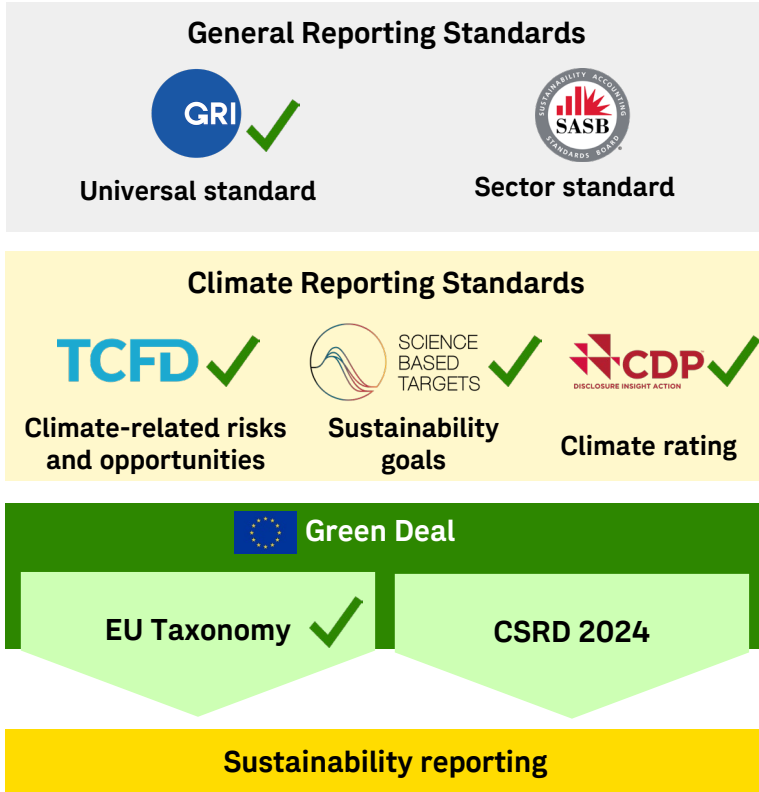 General Reporting Standards
GRI
SUSTAINABILITY ACCOUNTING
SASB
STANDARDS BOARD
Universal standard
Sector standard
Climate Reporting Standards
TCFD
SCIENCE
BASED
TARGETS
CDP
DISCLOSURE INSIGHT ACTION
Climate-related risks
and opportunities
Sustainability
goals
Climate rating
Green Deal
EU Taxonomy
CSRD 2024
Sustainability reporting